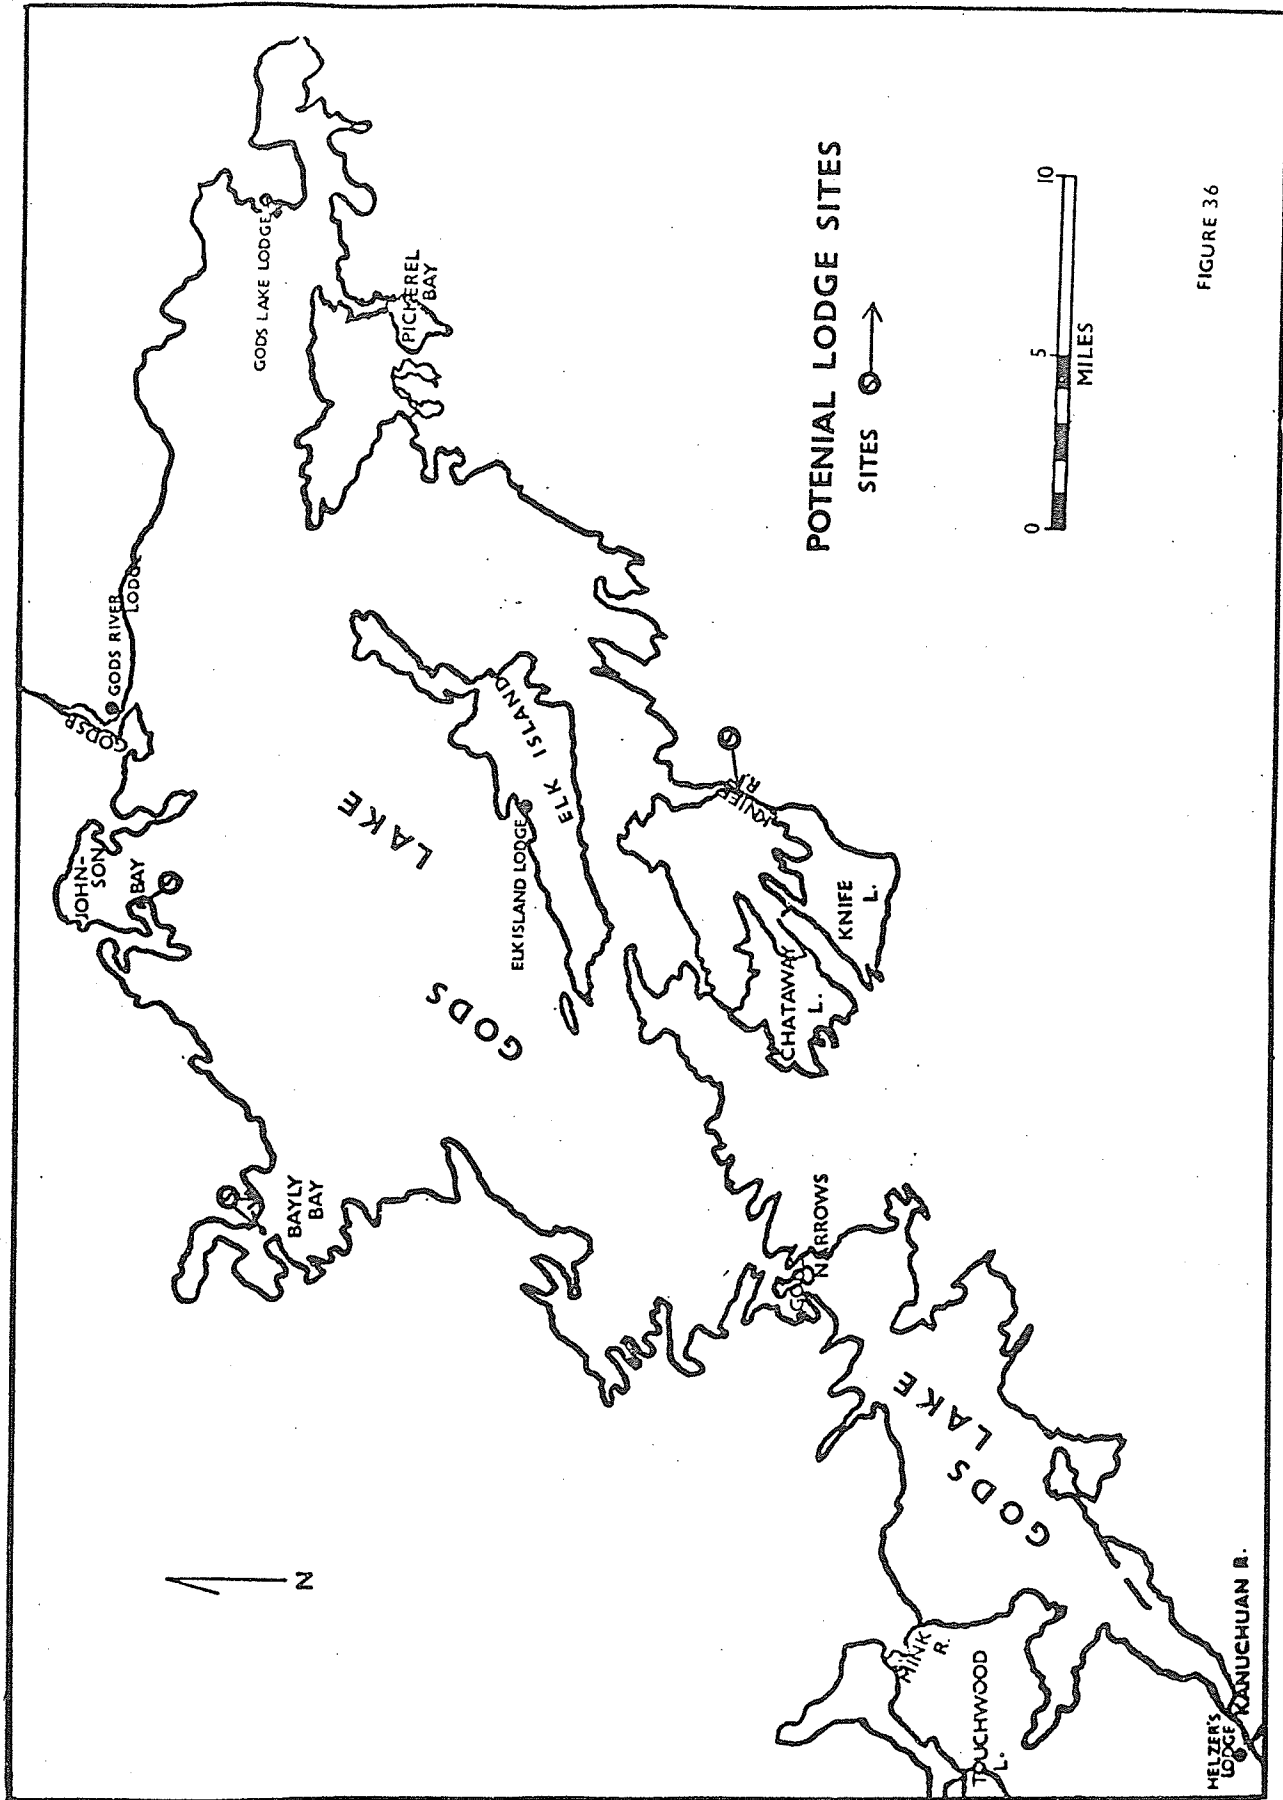 JOHN-
SON
BAY
S
GODS R
GODS RIVER
LODGE
GODS LAKE LODGE
S
BAYLY
BAY
N
GODS LAKE
PICKEREL
BAY
ELK ISLAND LODGE
ELK ISLAND
S
KNIFE
R.
CHATAWAY
L.
KNIFE
L.
NARROWS
POTENIAL LODGE SITES
SITES S
GODS LAKE
MINK
R.
TOUCHWOOD
L.
0 5 10
MILES
FIGURE 36
HELZER'S
LODGE
KANUCHUAN R.